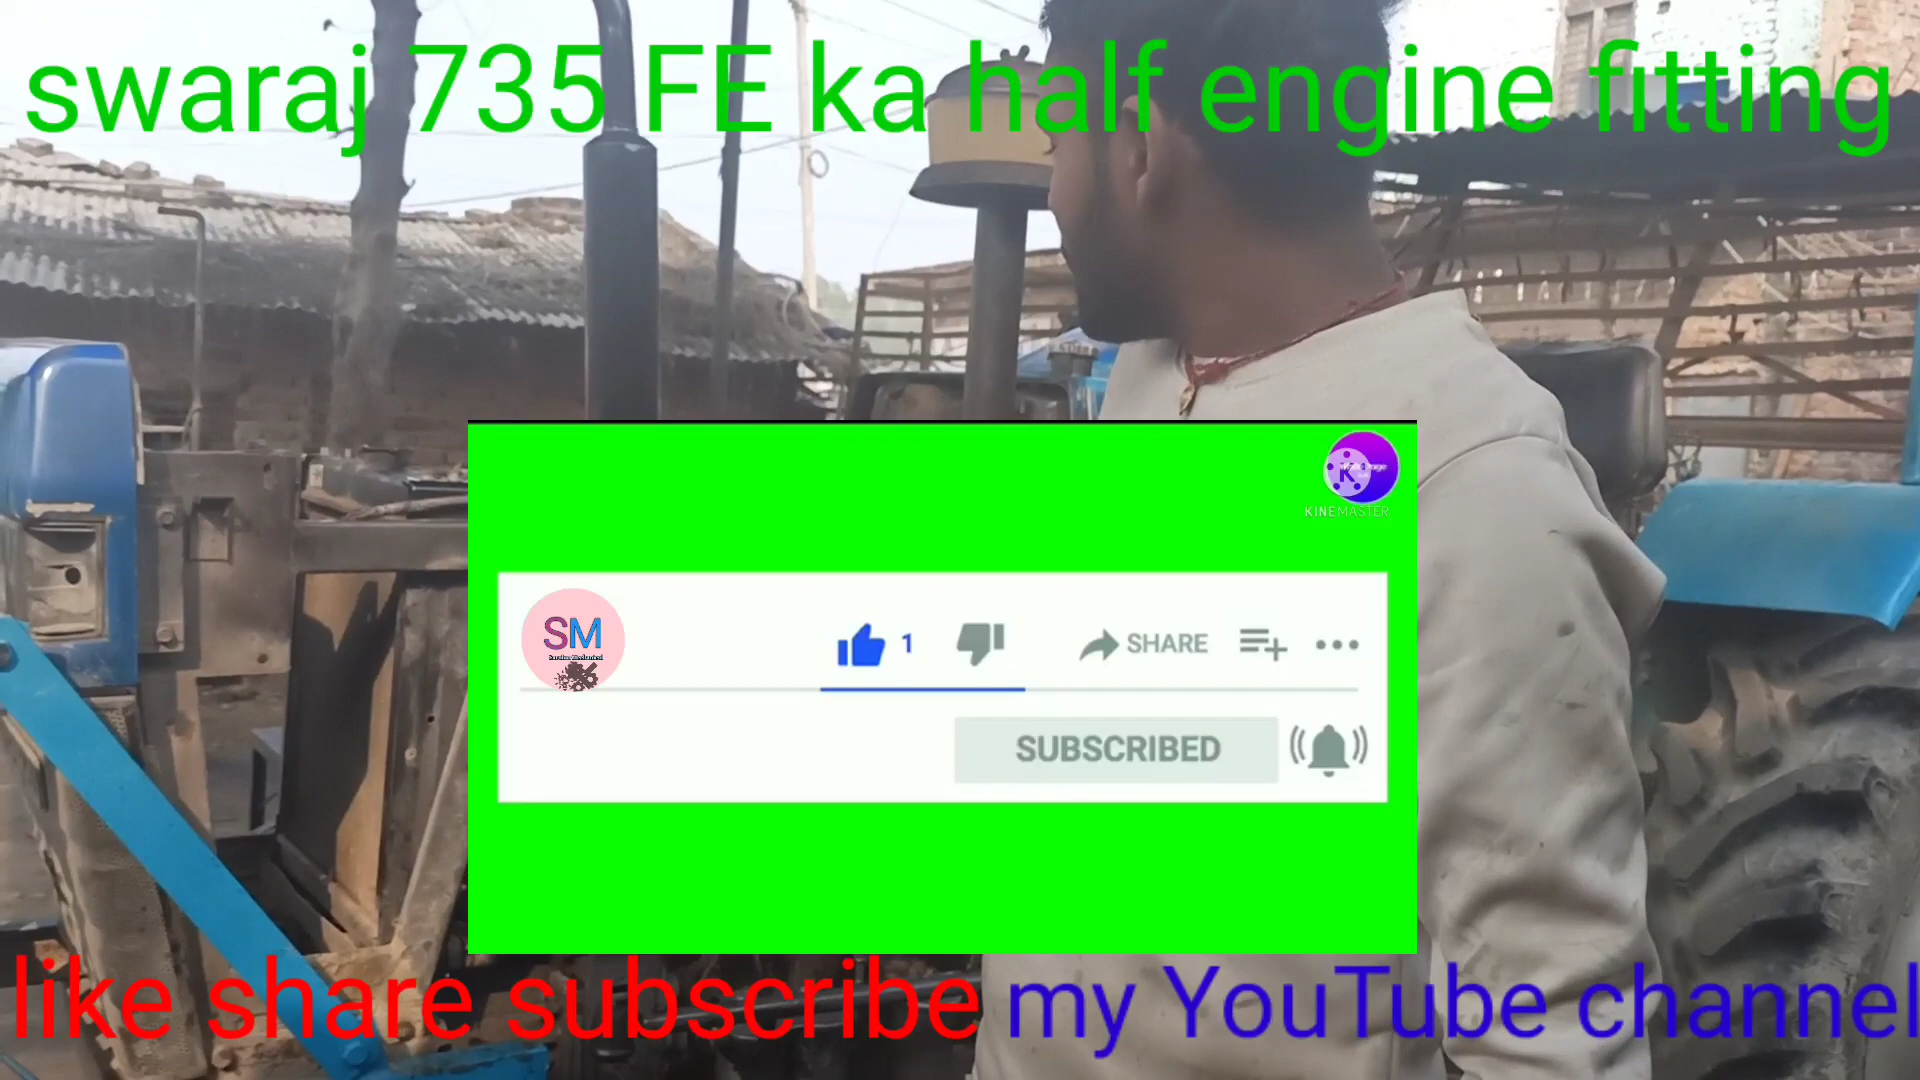 swaraj 735 FE ka half engine fitting
K
KINEMASTER
SM
1
SHARE
SUBSCRIBED
like share subscribe my YouTube channel